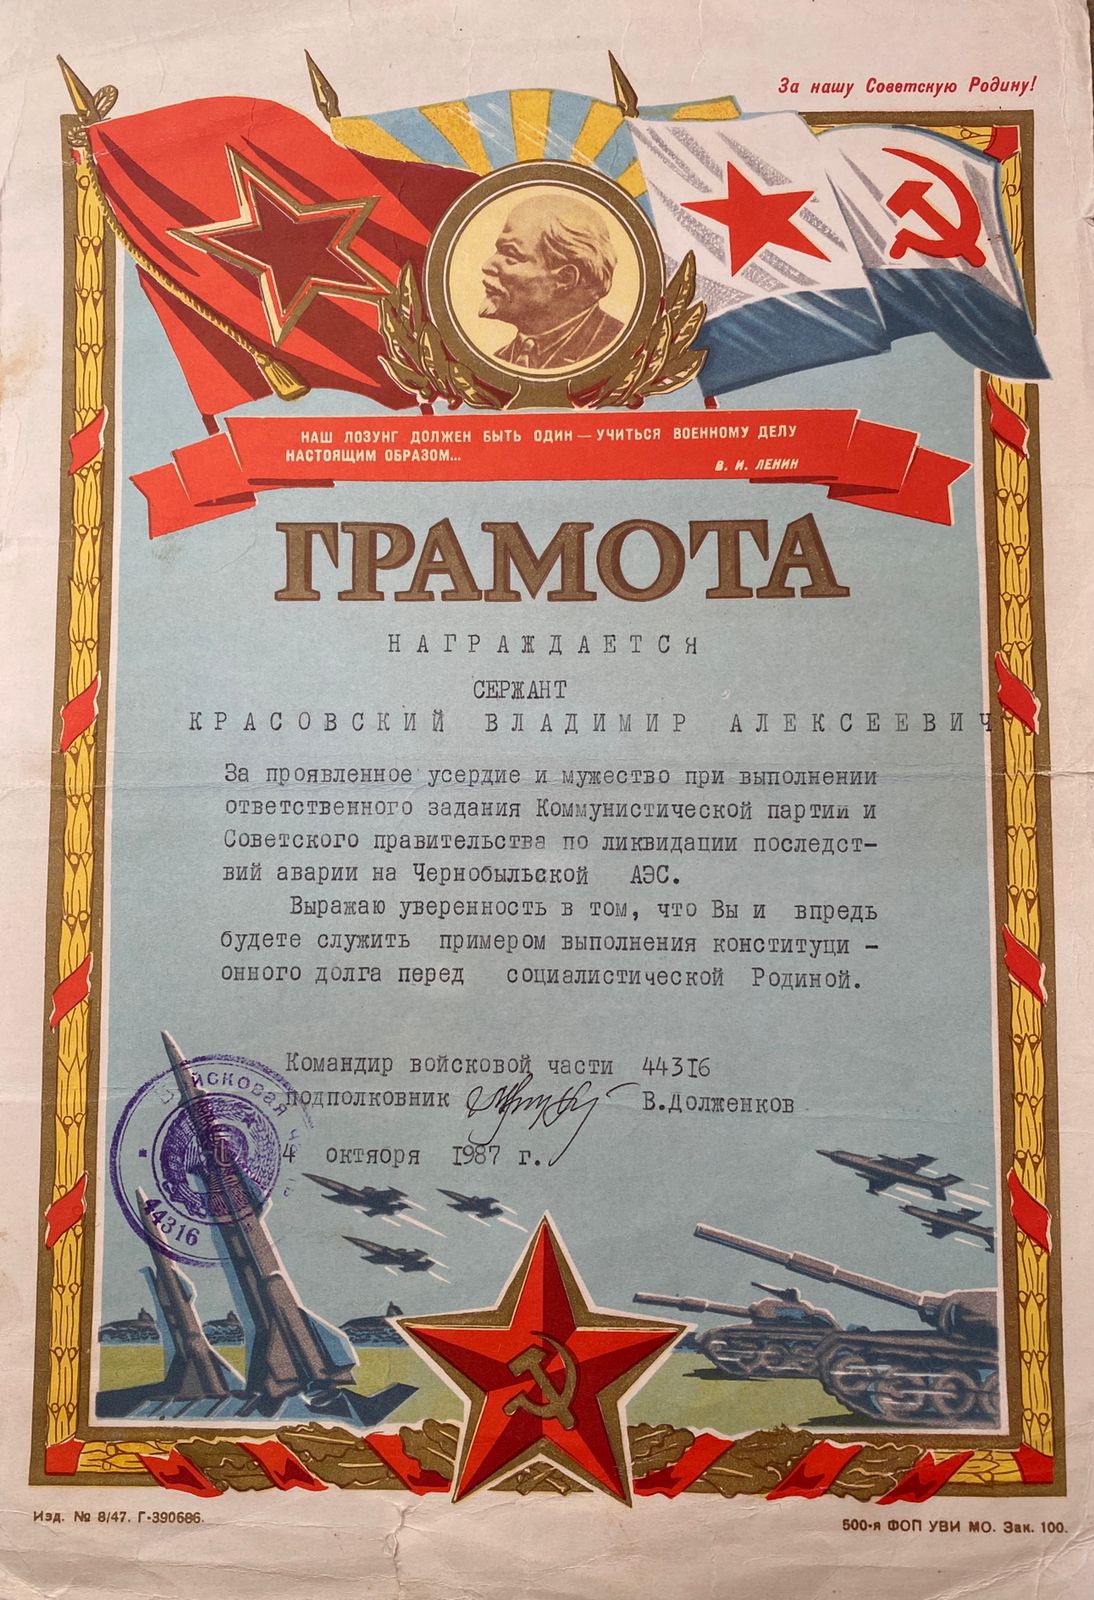 За нашу Советскую Родину!
НАШ ЛОЗУНГ ДОЛЖЕН БЫТЬ ОДИН — УЧИТЬСЯ ВОЕННОМУ ДЕЛУ
НАСТОЯЩИМ ОБРАЗОМ...
В. И. ЛЕНИН
ГРАМОТА
НАГРАЖДАЕТСЯ
СЕРЖАНТ
КРАСОВСКИЙ ВЛАДИМИР АЛЕКСЕЕВИЧ
За проявленное усердие и мужество при выполнении
ответственного задания Коммунистической партии и
Советского правительства по ликвидации последст-
вий аварии на Чернобыльской АЭС.
Выражаю уверенность в том, что Вы и впредь
будете служить примером выполнения конституци -
онного долга перед социалистической Родиной.
Командир войсковой части 44316
подполковник В.Долженков
4 октября 1987 г.
Войсковая
44316
Изд. № 8/47. Г-390686.
500-я ФОП УВИ МО. Зак. 100.